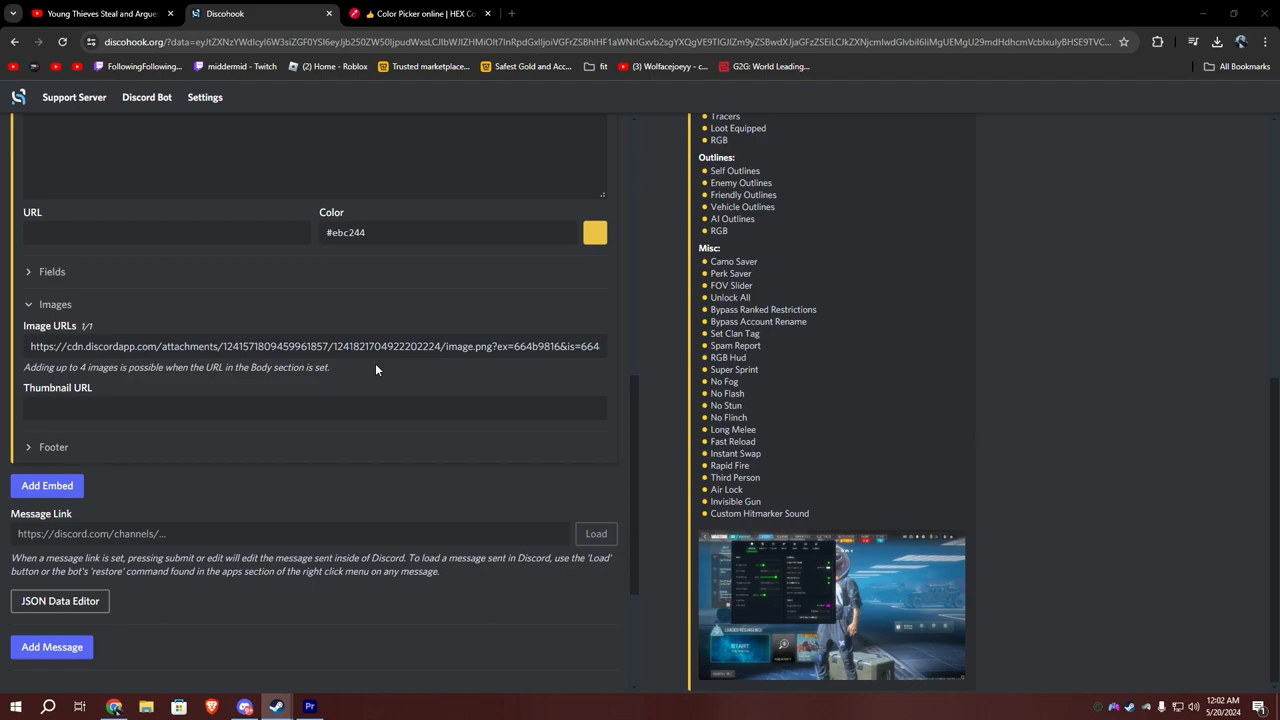 Young Thieves Steal and Argue
Discohook
👍 Color Picker online | HEX Co
discohook.org/?data=
FollowingFollowing...
middermid - Twitch
(2) Home - Roblox
Trusted marketplace...
Safest Gold and Acc...
fit
(1) Wolfacejoeyy - c...
G2G: World Leading...
All Bookmarks
Support Server
Discord Bot
Settings
URL
Color
#ebc244
Fields
Images
Image URLs 1/1
https://cdn.discordapp.com/attachments/1241571809459961857/1241821704922202224/image.png?ex=664b9816&is=664
Adding up to 4 images is possible when the URL in the Body section is set.
Thumbnail URL
Footer
Add Embed
Message Link
https://discord.com/channels/...
Load
When a message link is set, pressing submit or edit will edit the message sent inside of Discord. To load a message sent in Discord, use the 'Load'
button or the bot's 'restore' command found in the apps section of the right click menu on any message.
JSON Data Editor
Add Message
Tracers
Loot Equipped
RGB
Outlines:
Self Outlines
Enemy Outlines
Friendly Outlines
Vehicle Outlines
AI Outlines
RGB
Misc:
Camo Saver
Perk Saver
FOV Slider
Unlock All
Bypass Ranked Restrictions
Bypass Account Rename
Set Clan Tag
Spam Report
RGB Hud
Super Sprint
No Fog
No Flash
No Stun
No Flinch
Long Melee
Fast Reload
Instant Swap
Rapid Fire
Third Person
Air Lock
Invisible Gun
Custom Hitmarker Sound
START
12:02 AM
5/20/2024